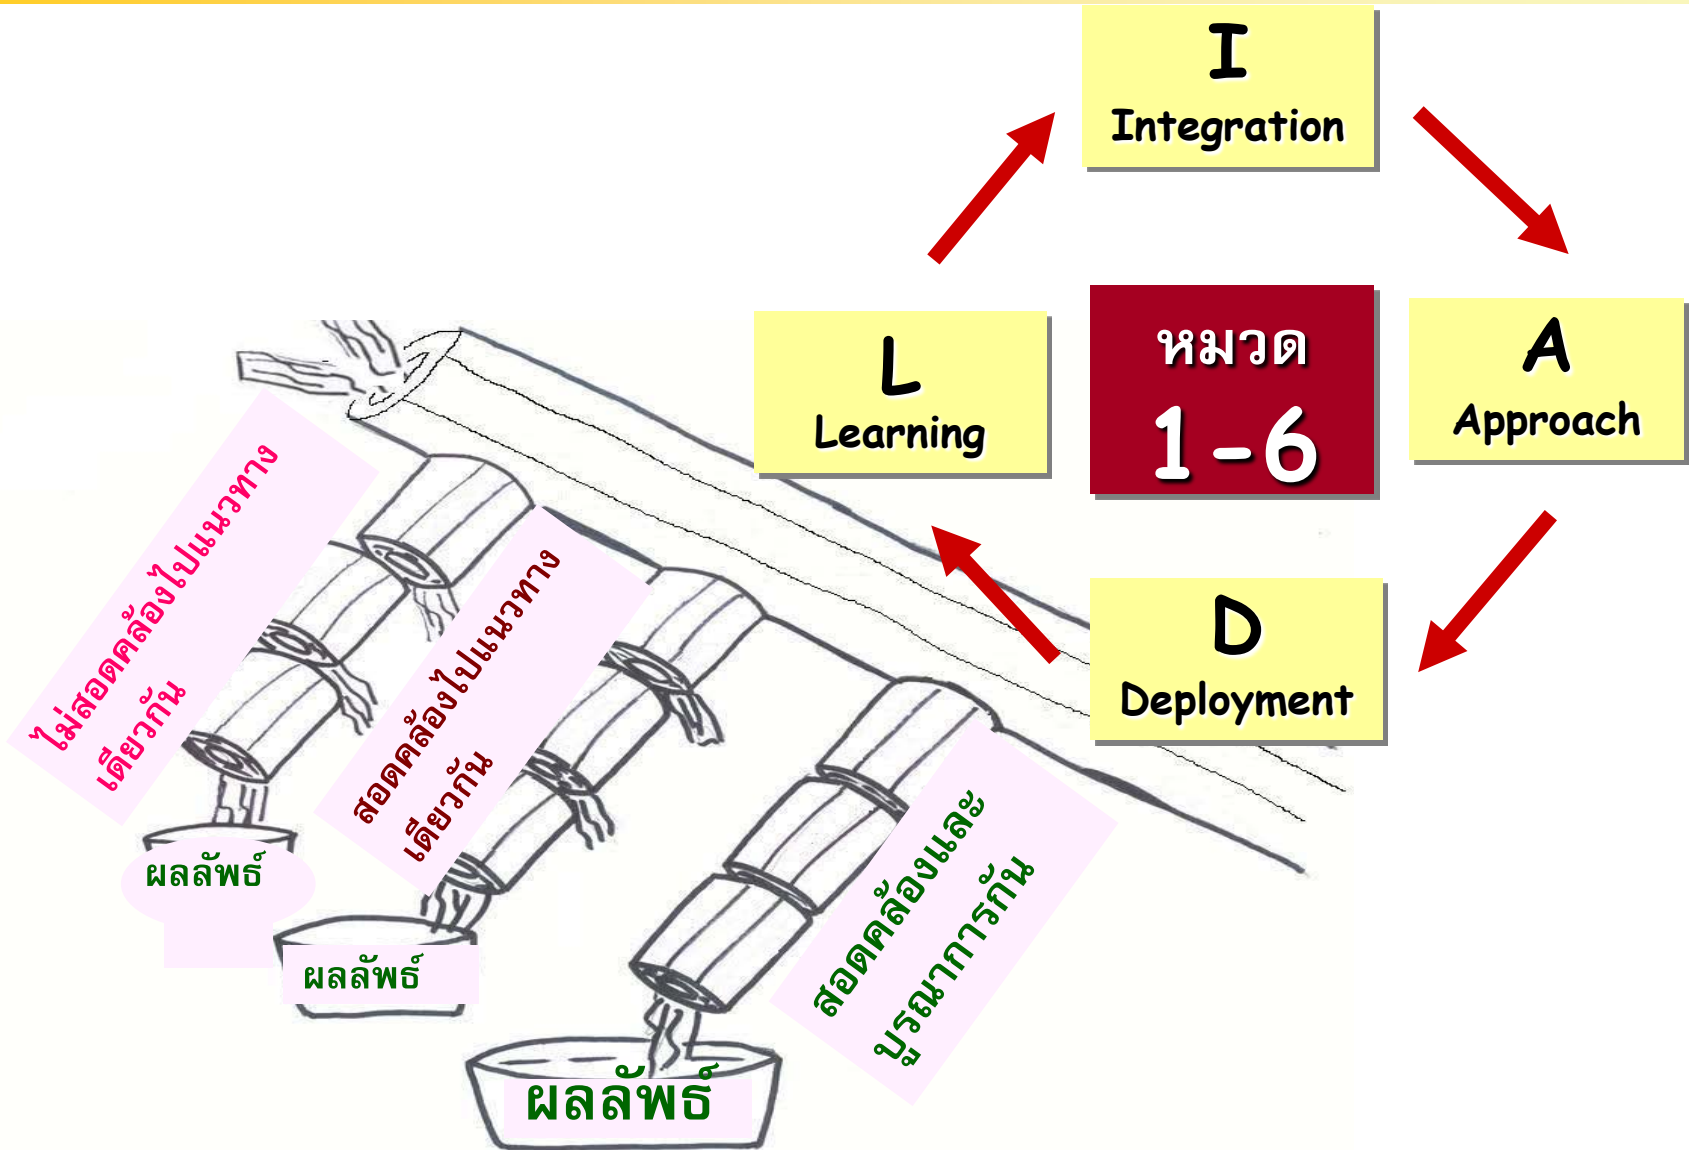 I
Integration
L
Learning
หมวด
1-6
A
Approach
D
Deployment
ไม่สอดคล้องไปแนวทาง
เดียวกัน
สอดคล้องไปแนวทาง
เดียวกัน
สอดคล้องและ
บูรณาการกัน
ผลลัพธ์
ผลลัพธ์
ผลลัพธ์